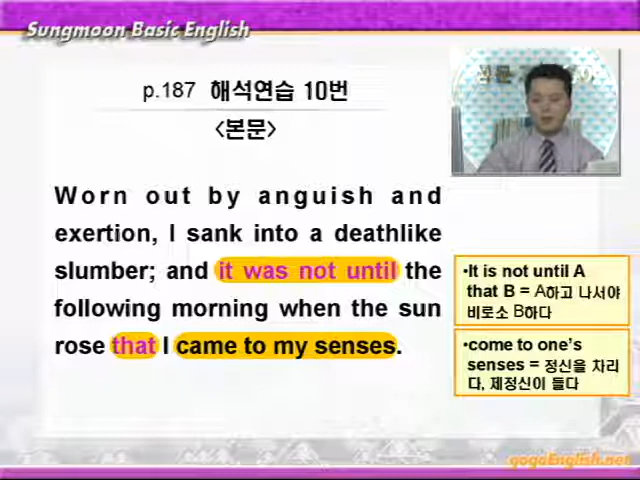 Sungmoon Basic English
p.187 해석연습 10번
<본문>
Worn out by anguish and
exertion, I sank into a deathlike
slumber; and it was not until the
following morning when the sun
rose that I came to my senses.
•It is not until A
that B = A하고 나서야
비로소 B하다
•come to one's
senses = 정신을 차리
다, 제정신이 들다
gogoEnglish.net